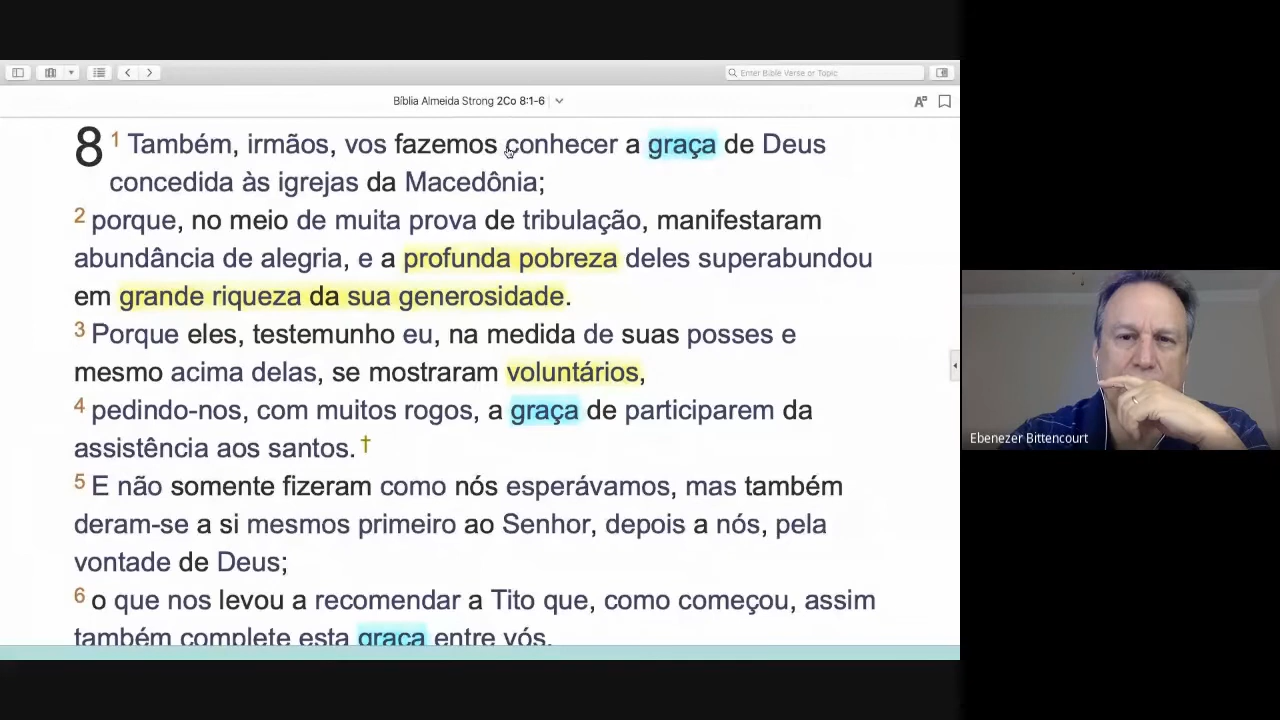 Enter Bible Verse or Topic
Bíblia Almeida Strong 2Co 8:1-6
8 1 Também, irmãos, vos fazemos conhecer a graça de Deus
concedida às igrejas da Macedônia;
2 porque, no meio de muita prova de tribulação, manifestaram
abundância de alegria, e a profunda pobreza deles superabundou
em grande riqueza da sua generosidade.
3 Porque eles, testemunho eu, na medida de suas posses e
mesmo acima delas, se mostraram voluntários,
4 pedindo-nos, com muitos rogos, a graça de participarem da
assistência aos santos. †
5 E não somente fizeram como nós esperávamos, mas também
deram-se a si mesmos primeiro ao Senhor, depois a nós, pela
vontade de Deus;
6 o que nos levou a recomendar a Tito que, como começou, assim
também complete esta graça entre vós.
Ebenezer Bittencourt